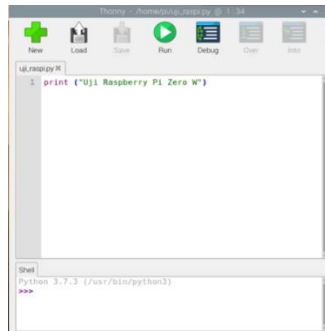 Thonny - /home/pi/uji_raspi.py @ 1:34
New Load Save Run Debug Over Into
uji_raspi.py
1 print ("Uji Raspberry Pi Zero W")
Shell
Python 3.7.3 (/usr/bin/python3)
>>>